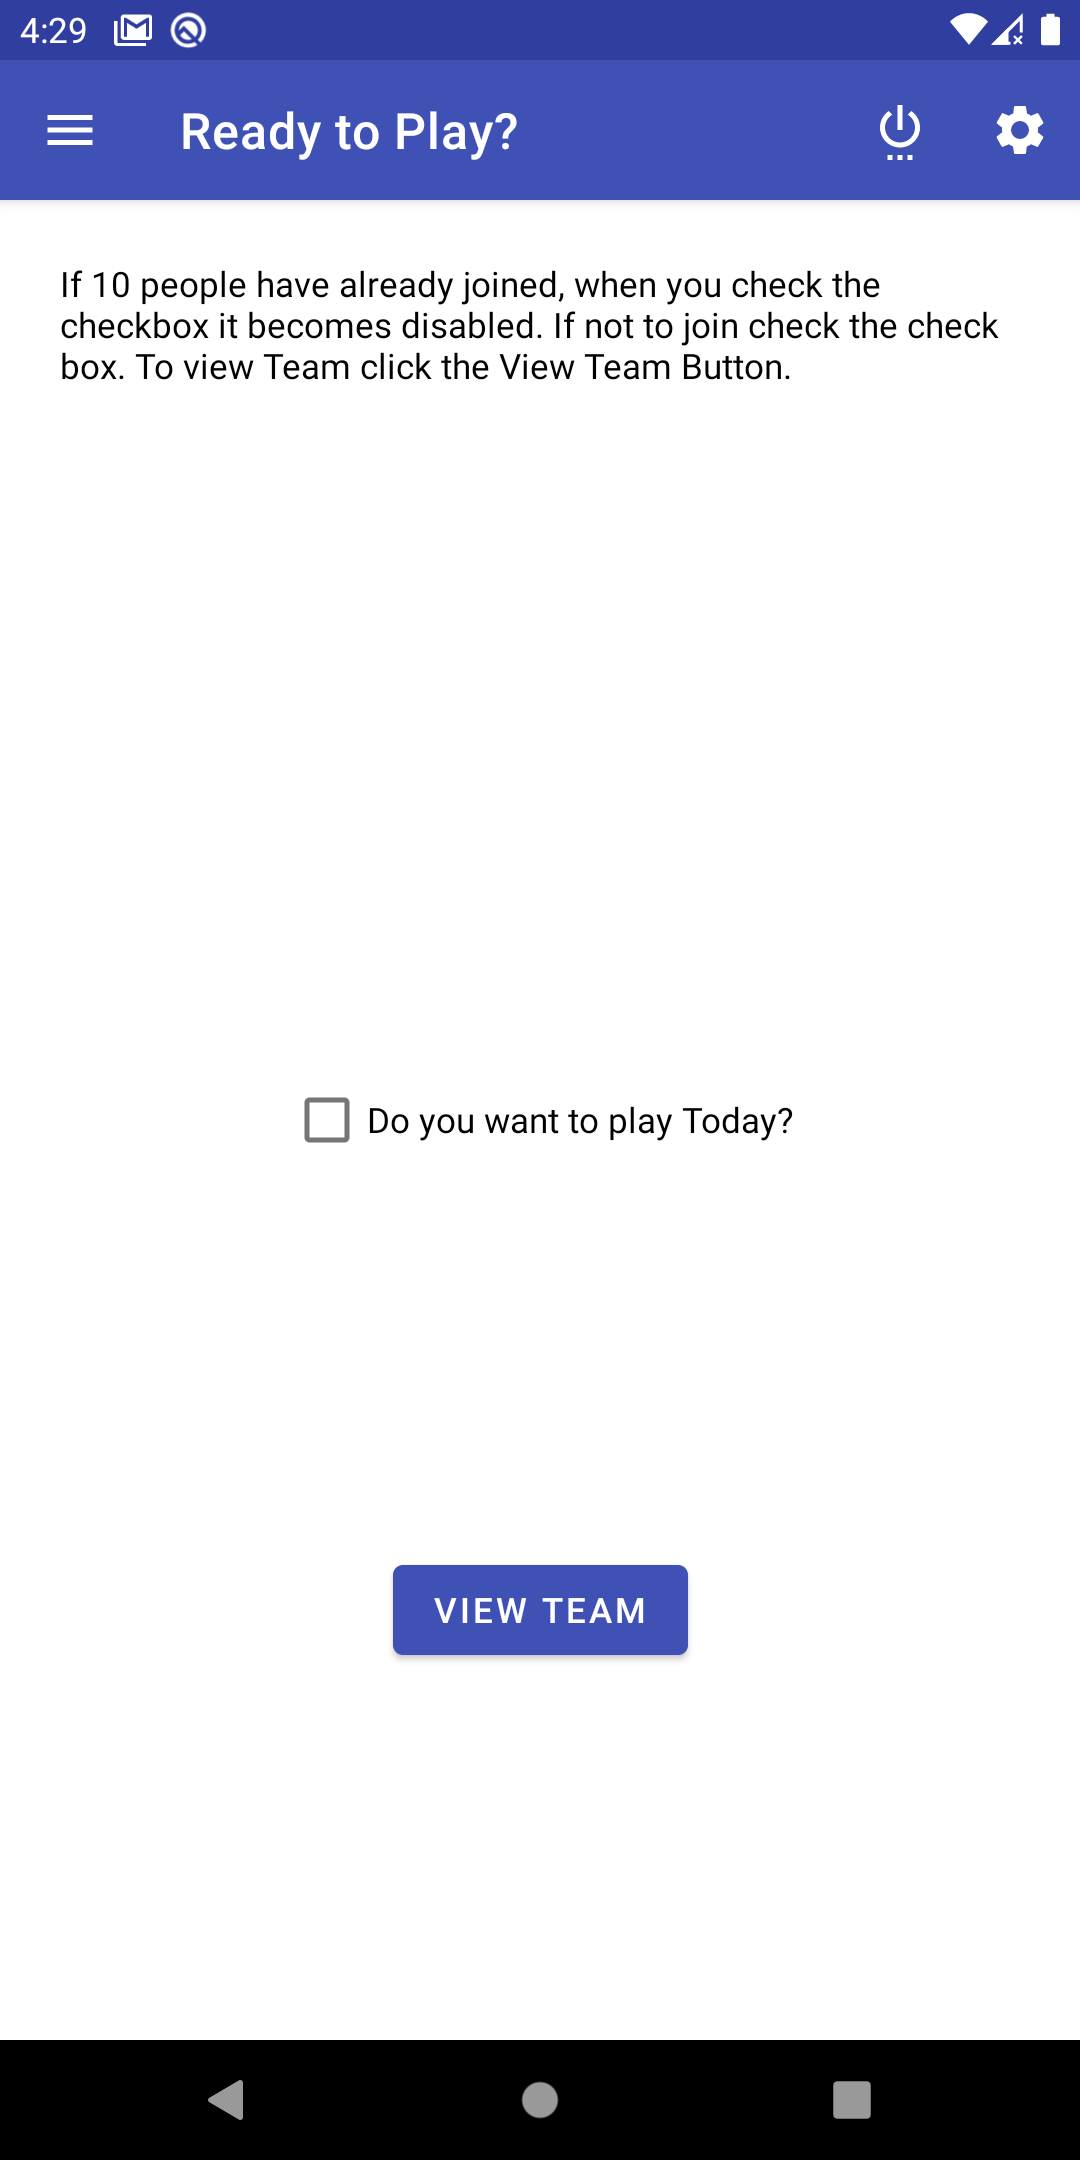 4:29
Ready to Play?
If 10 people have already joined, when you check the
checkbox it becomes disabled. If not to join check the check
box. To view Team click the View Team Button.
Do you want to play Today?
VIEW TEAM